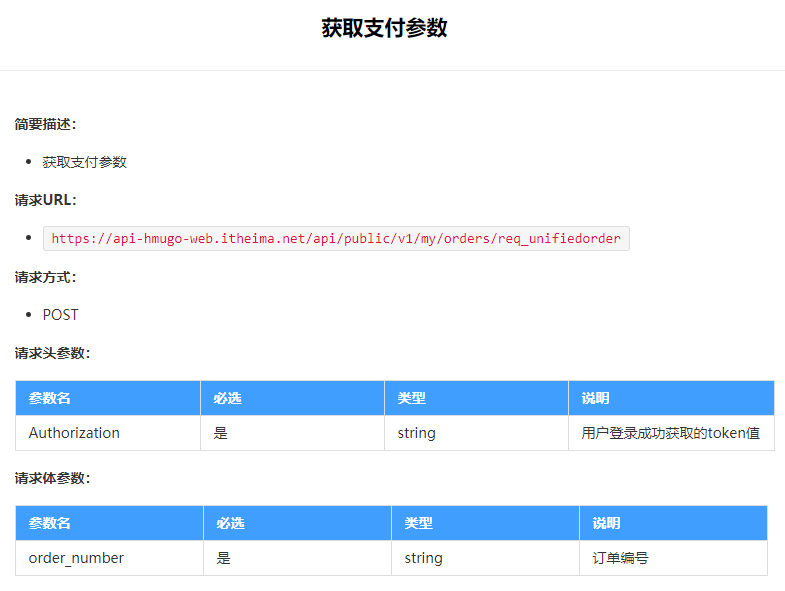 获取支付参数
简要描述：
获取支付参数
请求URL：
https://api-hmugo-web.itheima.net/api/public/v1/my/orders/req_unifiedorder
请求方式：
POST
请求头参数：
参数名 必选 类型 说明
Authorization 是 string 用户登录成功获取的token值
请求体参数：
参数名 必选 类型 说明
order_number 是 string 订单编号